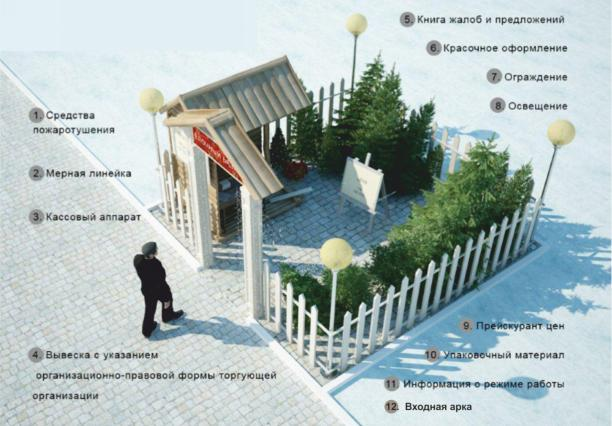 5. Книга жалоб и предложений
6. Красочное оформление
7 Ограждение
8 Освещение
1. Средства
пожаротушения
2. Мерная линейка
3. Кассовый аппарат
4. Вывеска с указанием
организационно-правовой формы торгующей
организации
9. Прейскурант цен
10 Упаковочный материал
11 Информация о режиме работы
12. Входная арка